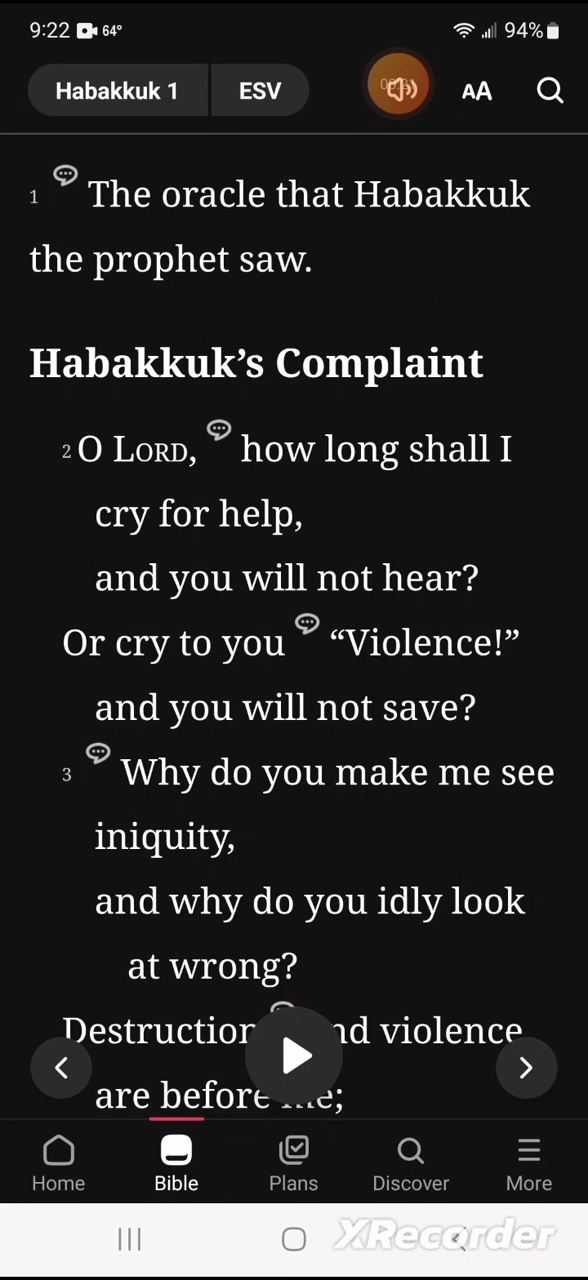 9:22 64° 94%
Habakkuk 1 ESV AA
1 The oracle that Habakkuk
the prophet saw.
Habakkuk’s Complaint
2 O LORD, how long shall I
cry for help,
and you will not hear?
Or cry to you “Violence!”
and you will not save?
3 Why do you make me see
iniquity,
and why do you idly look
at wrong?
Destruction and violence
are before me;
Home Bible Plans Discover More
XRecorder